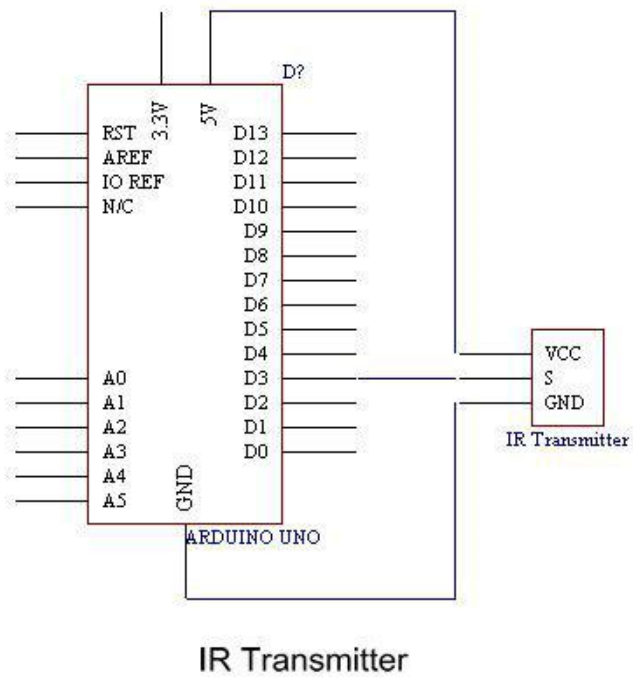 D?
3.3V
5V
RST
AREF
IO REF
N/C
A0
A1
A2
A3
A4
A5
GND
D13
D12
D11
D10
D9
D8
D7
D6
D5
D4
D3
D2
D1
D0
ARDUINO UNO
VCC
S
GND
IR Transmitter
IR Transmitter